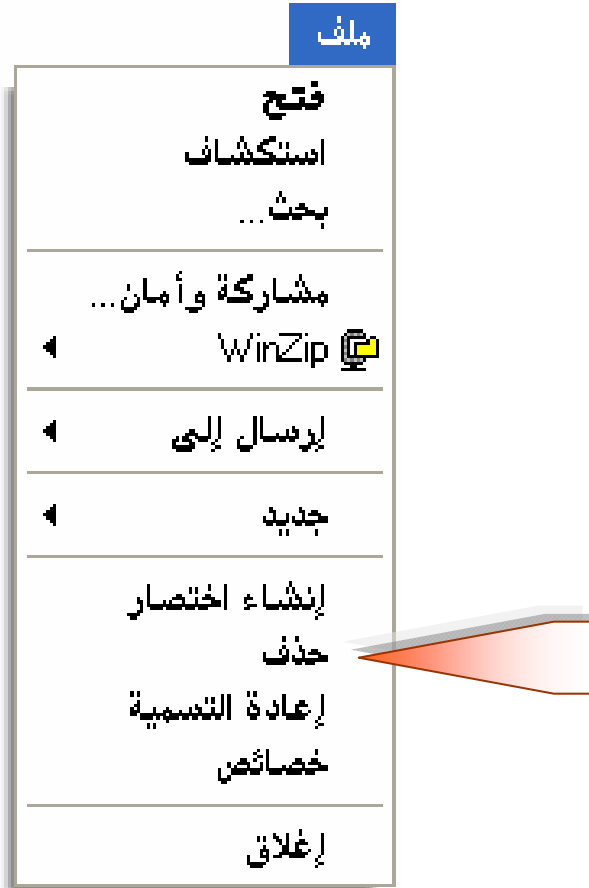 ملف
فتح
استكشاف
بحث...
مشاركة وأمان...
WinZip
إرسال إلى
جديد
إنشاء اختصار
حذف
إعادة التسمية
خصائص
إغلاق